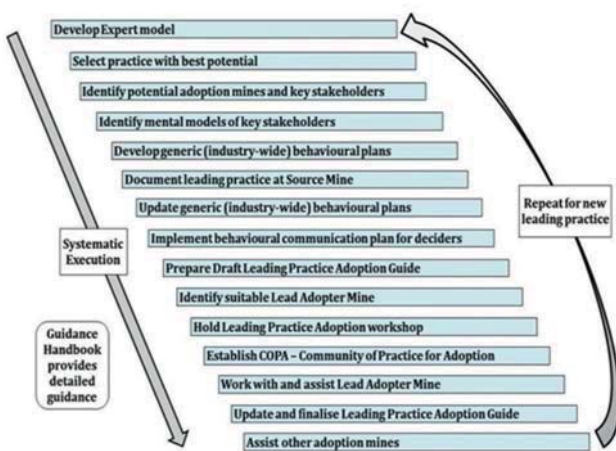 Develop Expert model
Select practice with best potential
Identify potential adoption mines and key stakeholders
Identify mental models of key stakeholders
Develop generic (industry-wide) behavioural plans
Document leading practice at Source Mine
Update generic (industry-wide) behavioural plans
Implement behavioural communication plan for deciders
Prepare Draft Leading Practice Adoption Guide
Identify suitable Lead Adopter Mine
Hold Leading Practice Adoption workshop
Establish COPA – Community of Practice for Adoption
Work with and assist Lead Adopter Mine
Update and finalise Leading Practice Adoption Guide
Assist other adoption mines
Systematic
Execution
Guidance
Handbook
provides
detailed
guidance
Repeat for new
leading practice